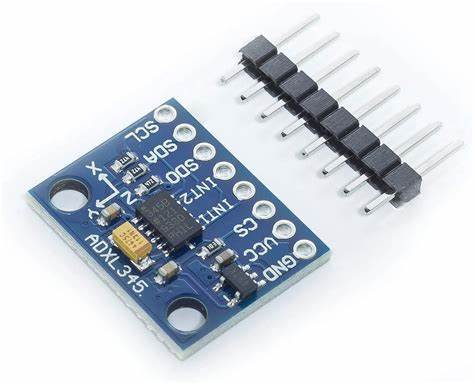 SCL
SDA
SDO
INT2
INT1
CS
VCC
GND
X
Z
Y
ADXL345.